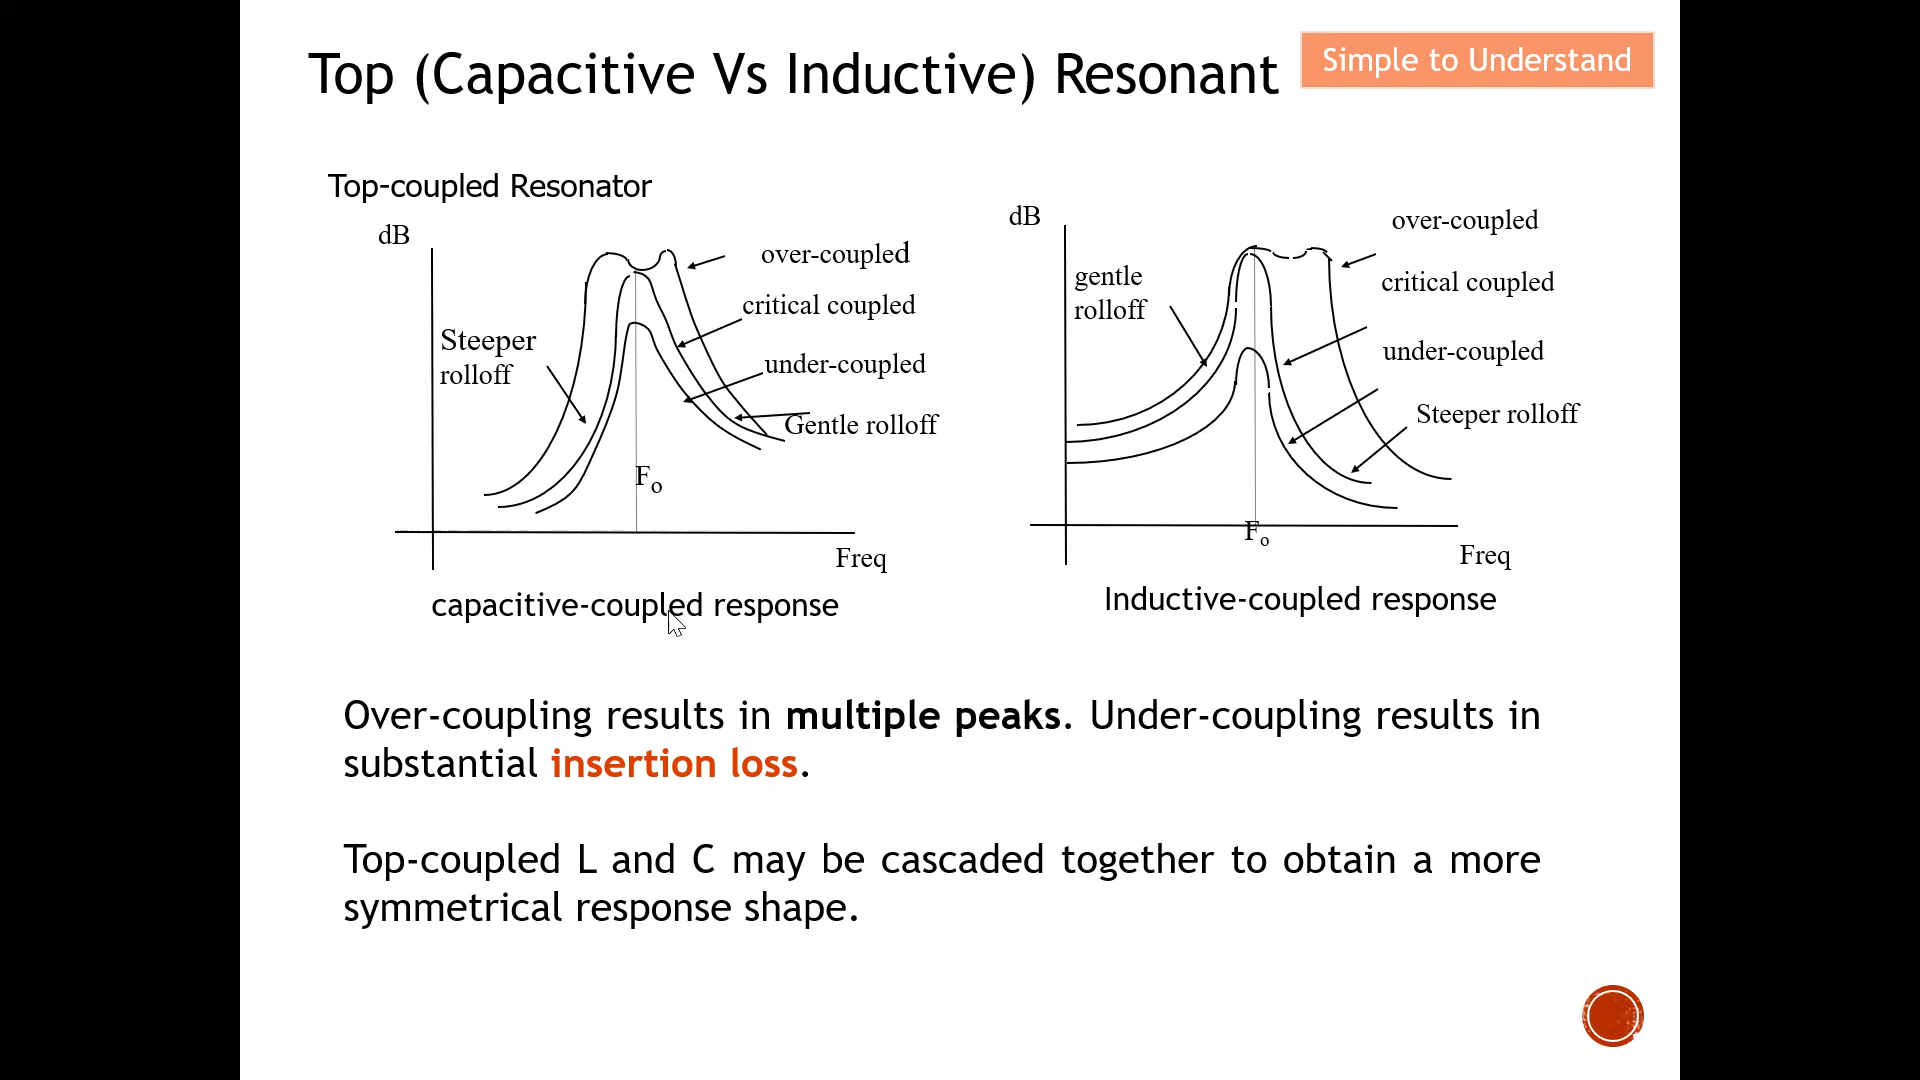 Top (Capacitive Vs Inductive) Resonant
Simple to Understand
Top-coupled Resonator
dB
over-coupled
critical coupled
Steeper
rolloff
under-coupled
Gentle rolloff
Fo
Freq
capacitive-coupled response
dB
over-coupled
gentle
rolloff
critical coupled
under-coupled
Steeper rolloff
Fo
Freq
Inductive-coupled response
Over-coupling results in multiple peaks. Under-coupling results in
substantial insertion loss.
Top-coupled L and C may be cascaded together to obtain a more
symmetrical response shape.